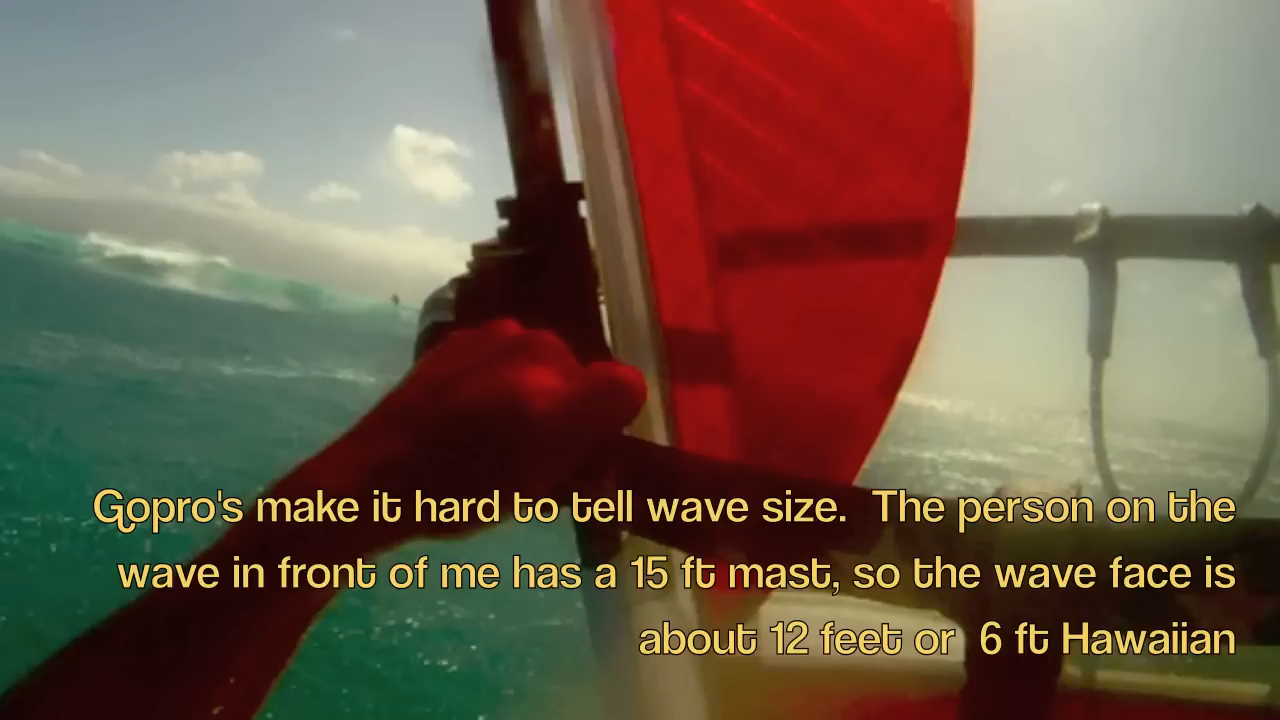 Gopro's make it hard to tell wave size.  The person on the
wave in front of me has a 15 ft mast, so the wave face is
about 12 feet or  6 ft Hawaiian